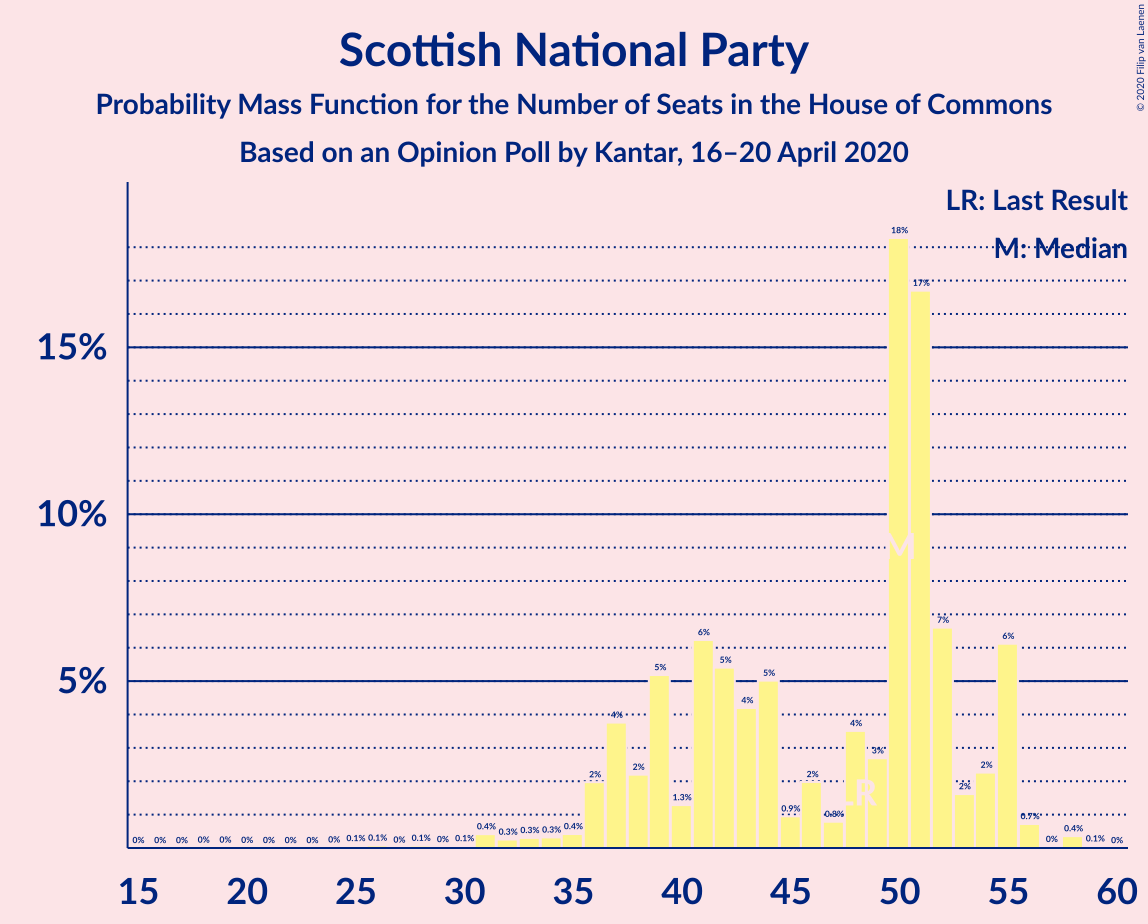 Scottish National Party
Probability Mass Function for the Number of Seats in the House of Commons
Based on an Opinion Poll by Kantar, 16–20 April 2020
© 2020 Filip van Laenen
LR: Last Result
M: Median
18%
17%
15%
10%
M
7%
6%
6%
5%
5%
5%
5%
4%
4%
4%
3%
2%
2%
2%
2%
2%
LR
1.3%
0.9%
0.8%
0.7%
0% 0% 0% 0% 0% 0% 0% 0% 0% 0% 0.1% 0.1% 0% 0.1% 0% 0.1% 0.4% 0.3% 0.3% 0.3% 0.4% 0% 0.4% 0.1% 0%
15 20 25 30 35 40 45 50 55 60